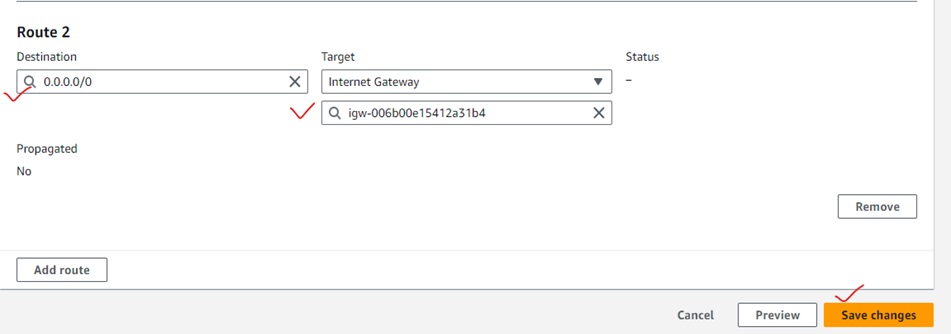 Route 2
Destination Target Status
0.0.0.0/0 Internet Gateway –
igw-006b00e15412a31b4
Propagated
No
Remove
Add route
Cancel Preview Save changes